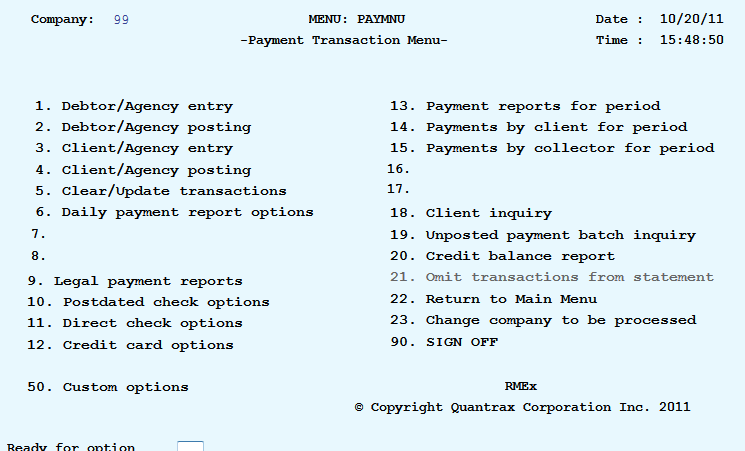 Company: 99 MENU: PAYMNU Date : 10/20/11
-Payment Transaction Menu- Time : 15:48:50
1. Debtor/Agency entry 13. Payment reports for period
2. Debtor/Agency posting 14. Payments by client for period
3. Client/Agency entry 15. Payments by collector for period
4. Client/Agency posting 16.
5. Clear/Update transactions 17.
6. Daily payment report options 18. Client inquiry
7. 19. Unposted payment batch inquiry
8. 20. Credit balance report
9. Legal payment reports 21. Omit transactions from statement
10. Postdated check options 22. Return to Main Menu
11. Direct check options 23. Change company to be processed
12. Credit card options 90. SIGN OFF
50. Custom options RMEx
© Copyright Quantrax Corporation Inc. 2011
Ready for option